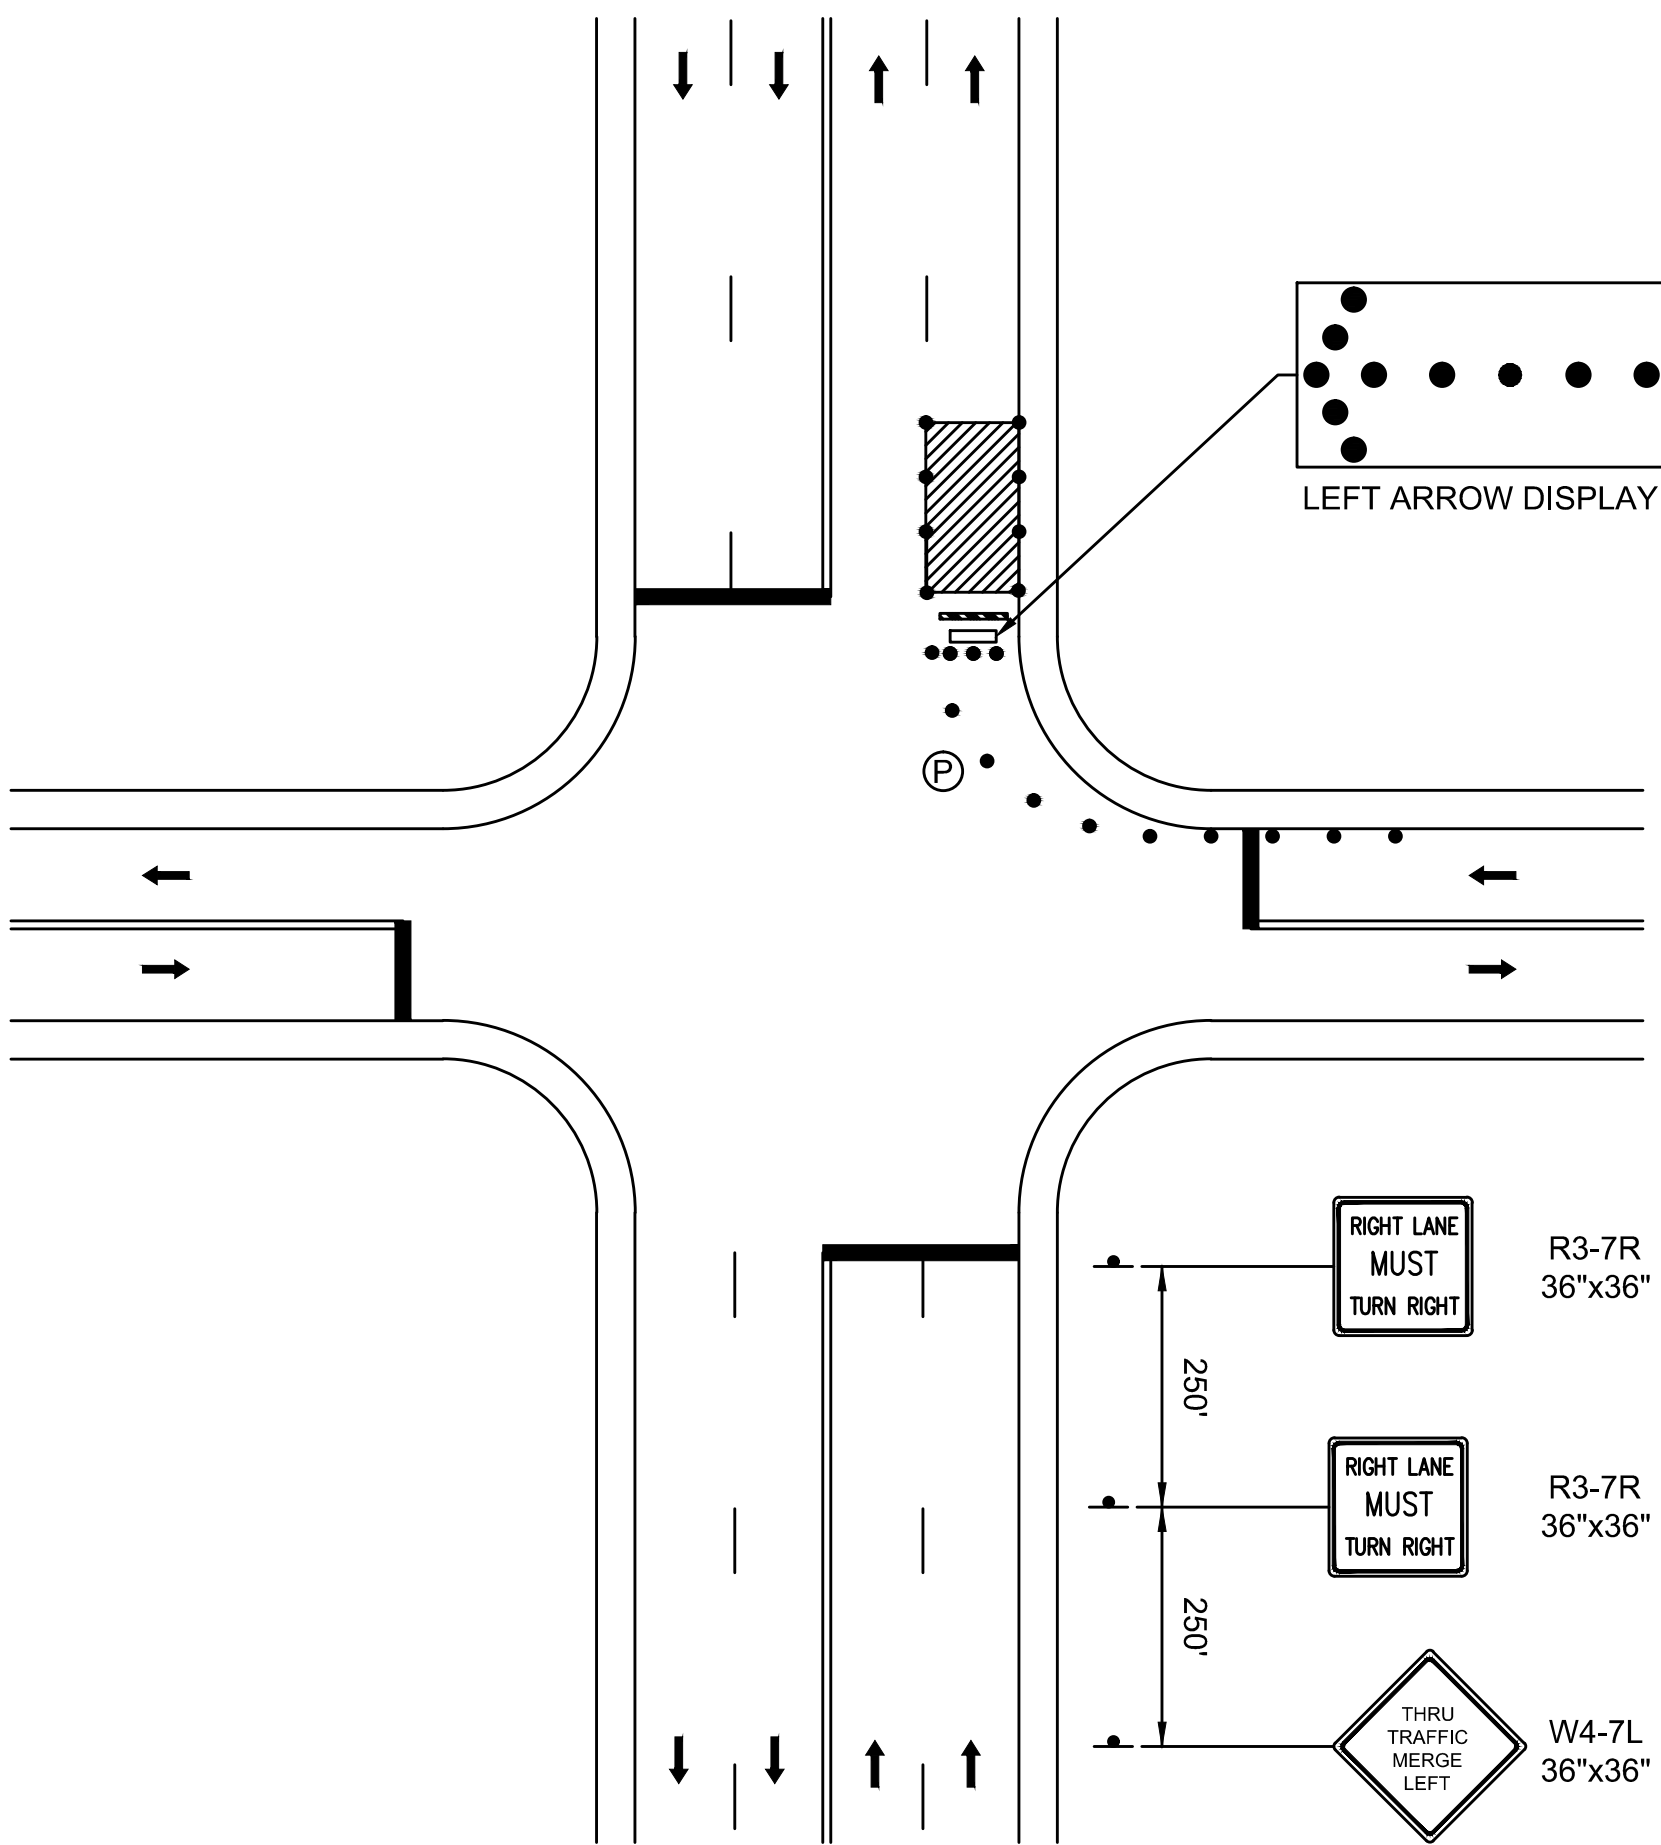 LEFT ARROW DISPLAY
P
RIGHT LANE
MUST
TURN RIGHT
R3-7R
36"x36"
250'
RIGHT LANE
MUST
TURN RIGHT
R3-7R
36"x36"
250'
THRU
TRAFFIC
MERGE
LEFT
W4-7L
36"x36"